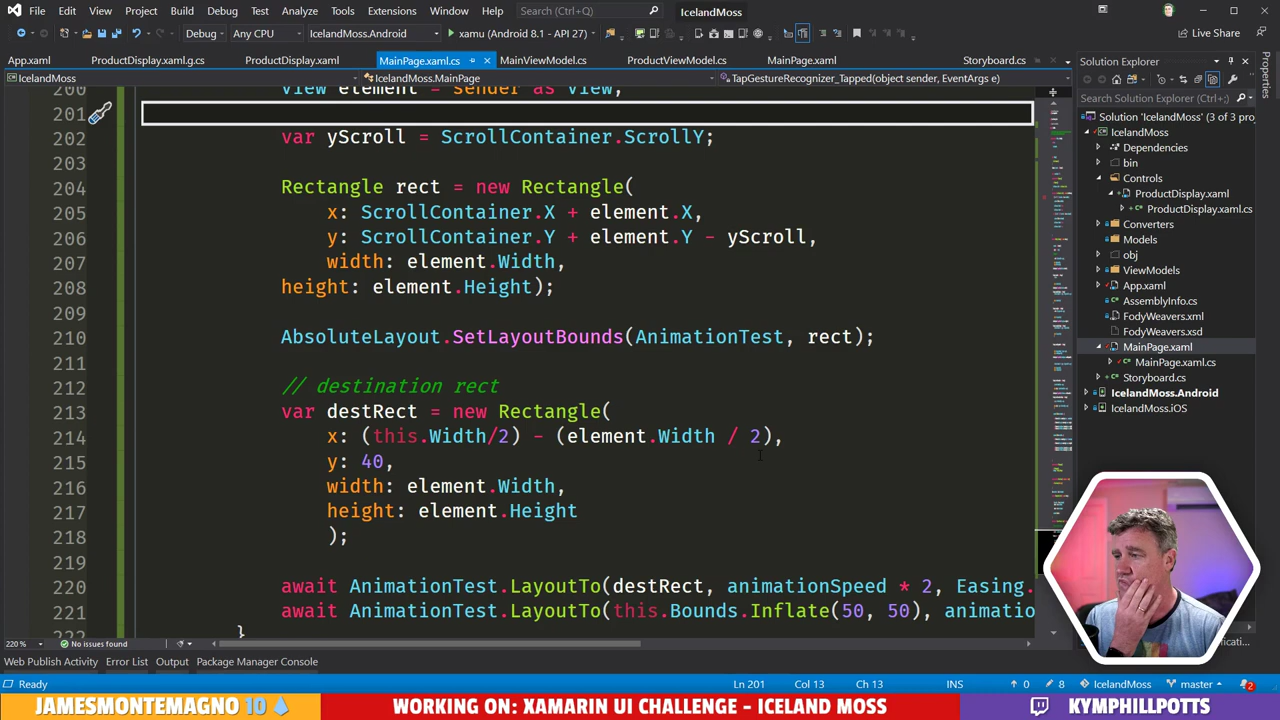 File Edit View Project Build Debug Test Analyze Tools Extensions Window Help Search (Ctrl+Q) IcelandMoss
Debug Any CPU IcelandMoss.Android xamu (Android 8.1 - API 27) Live Share
App.xaml ProductDisplay.xaml.g.cs ProductDisplay.xaml MainPage.xaml.cs MainViewModel.cs ProductViewModel.cs MainPage.xaml Storyboard.cs
IcelandMoss IcelandMoss.MainPage TapGestureRecognizer_Tapped(object sender, EventArgs e)
200 View element = sender as View;
201
202 var yScroll = ScrollContainer.ScrollY;
203
204 Rectangle rect = new Rectangle(
205 x: ScrollContainer.X + element.X,
206 y: ScrollContainer.Y + element.Y - yScroll,
207 width: element.Width,
208 height: element.Height);
209
210 AbsoluteLayout.SetLayoutBounds(AnimationTest, rect);
211
212 // destination rect
213 var destRect = new Rectangle(
214 x: (this.Width/2) - (element.Width / 2),
215 y: 40,
216 width: element.Width,
217 height: element.Height
218 );
219
220 await AnimationTest.LayoutTo(destRect, animationSpeed * 2, Easing.
221 await AnimationTest.LayoutTo(this.Bounds.Inflate(50, 50), animatio
222 }
Solution Explorer
Search Solution Explorer (Ctrl+;)
Solution 'IcelandMoss' (3 of 3 proj
IcelandMoss
Dependencies
bin
Controls
ProductDisplay.xaml
ProductDisplay.xaml.cs
Converters
Models
obj
ViewModels
App.xaml
AssemblyInfo.cs
FodyWeavers.xml
FodyWeavers.xsd
MainPage.xaml
MainPage.xaml.cs
Storyboard.cs
IcelandMoss.Android
IcelandMoss.iOS
Properties
220 % No issues found
Web Publish Activity Error List Output Package Manager Console
Ready Ln 201 Col 13 Ch 13 INS 0 8 IcelandMoss master 2
JAMESMONTEMAGNO 10 WORKING ON: XAMARIN UI CHALLENGE - ICELAND MOSS KYMPHILLPOTTS